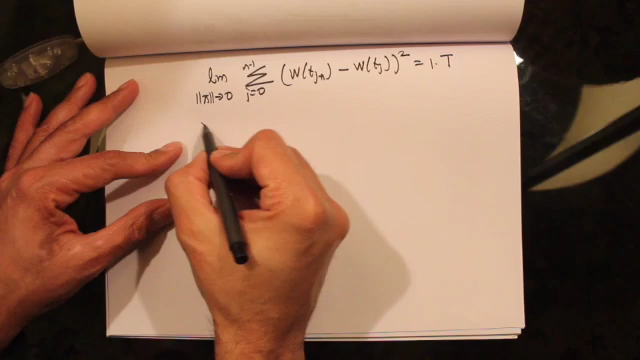 lim ||π||→0 Σ j=0 n-1 (W(t_{j+1}) − W(t_j))² = 1·T